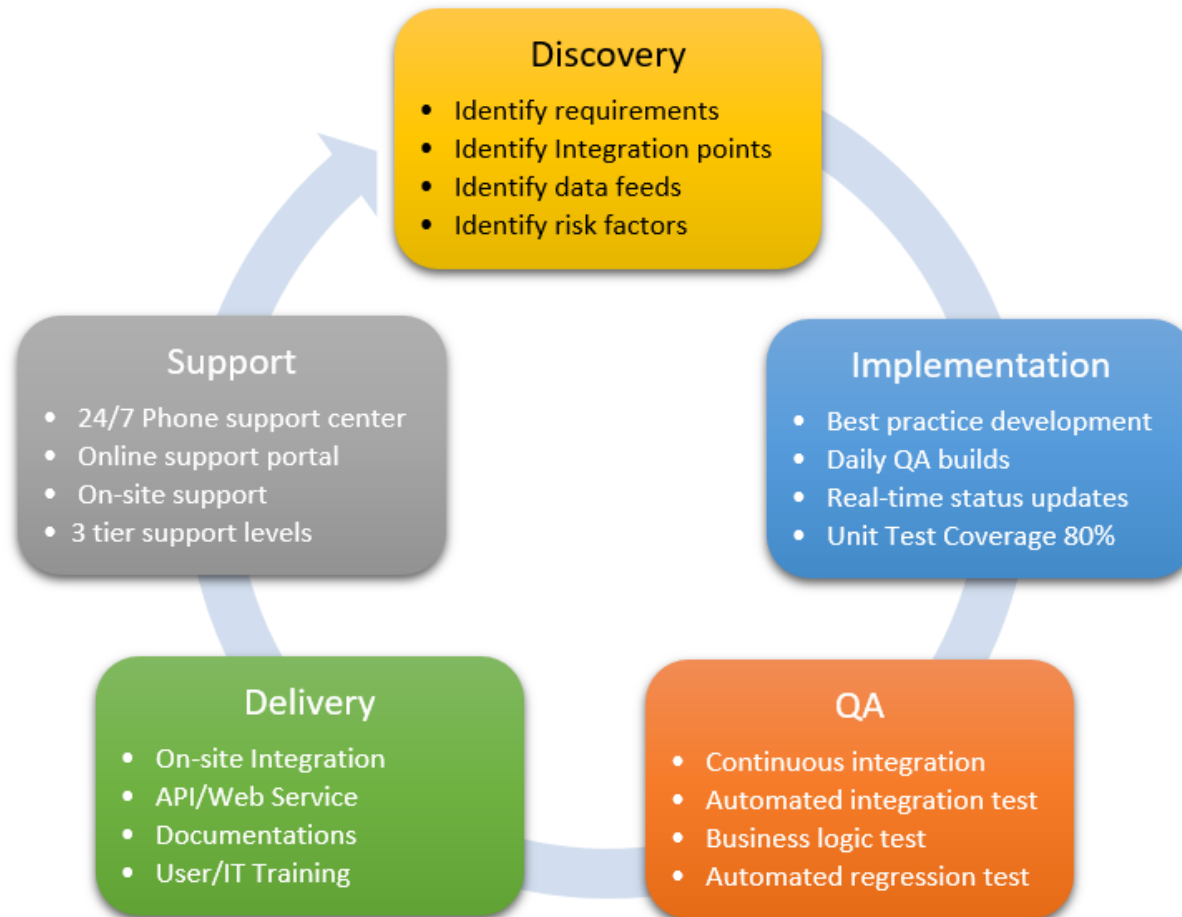 Discovery
• Identify requirements
• Identify Integration points
• Identify data feeds
• Identify risk factors
Implementation
• Best practice development
• Daily QA builds
• Real-time status updates
• Unit Test Coverage 80%
QA
• Continuous integration
• Automated integration test
• Business logic test
• Automated regression test
Delivery
• On-site Integration
• API/Web Service
• Documentations
• User/IT Training
Support
• 24/7 Phone support center
• Online support portal
• On-site support
• 3 tier support levels